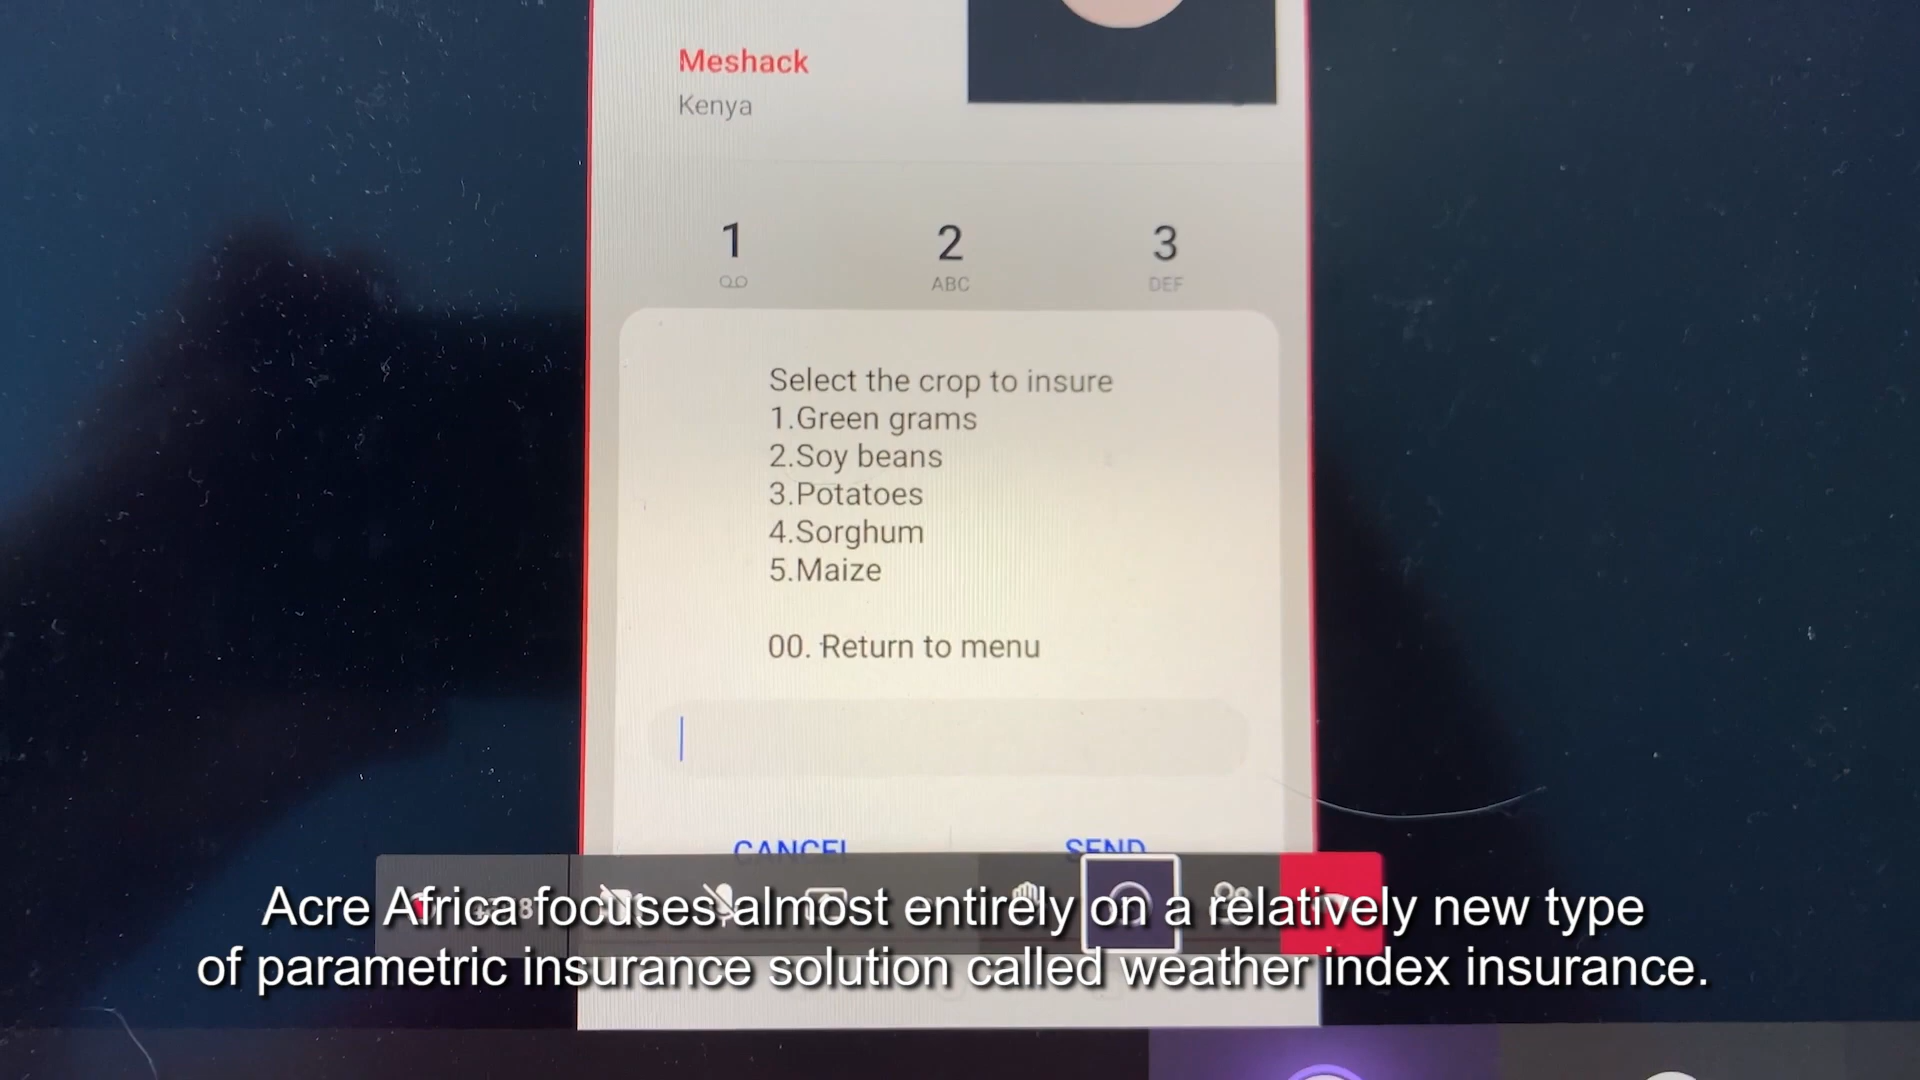 Meshack
Kenya
1
2
3
ABC
DEF
Select the crop to insure
1.Green grams
2.Soy beans
3.Potatoes
4.Sorghum
5.Maize
00. Return to menu
CANCEL
SEND
Acre Africa focuses almost entirely on a relatively new type
of parametric insurance solution called weather index insurance.